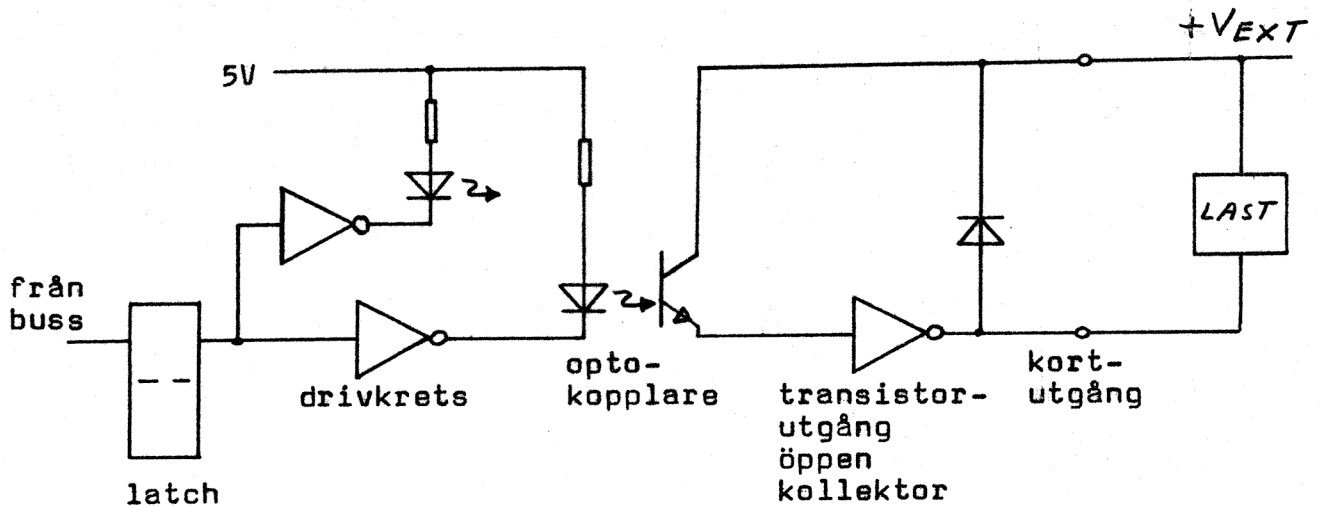 +VEXT
5V
LAST
från
buss
drivkrets
opto-
kopplare
transistor-
utgång
öppen
kollektor
kort-
utgång
latch